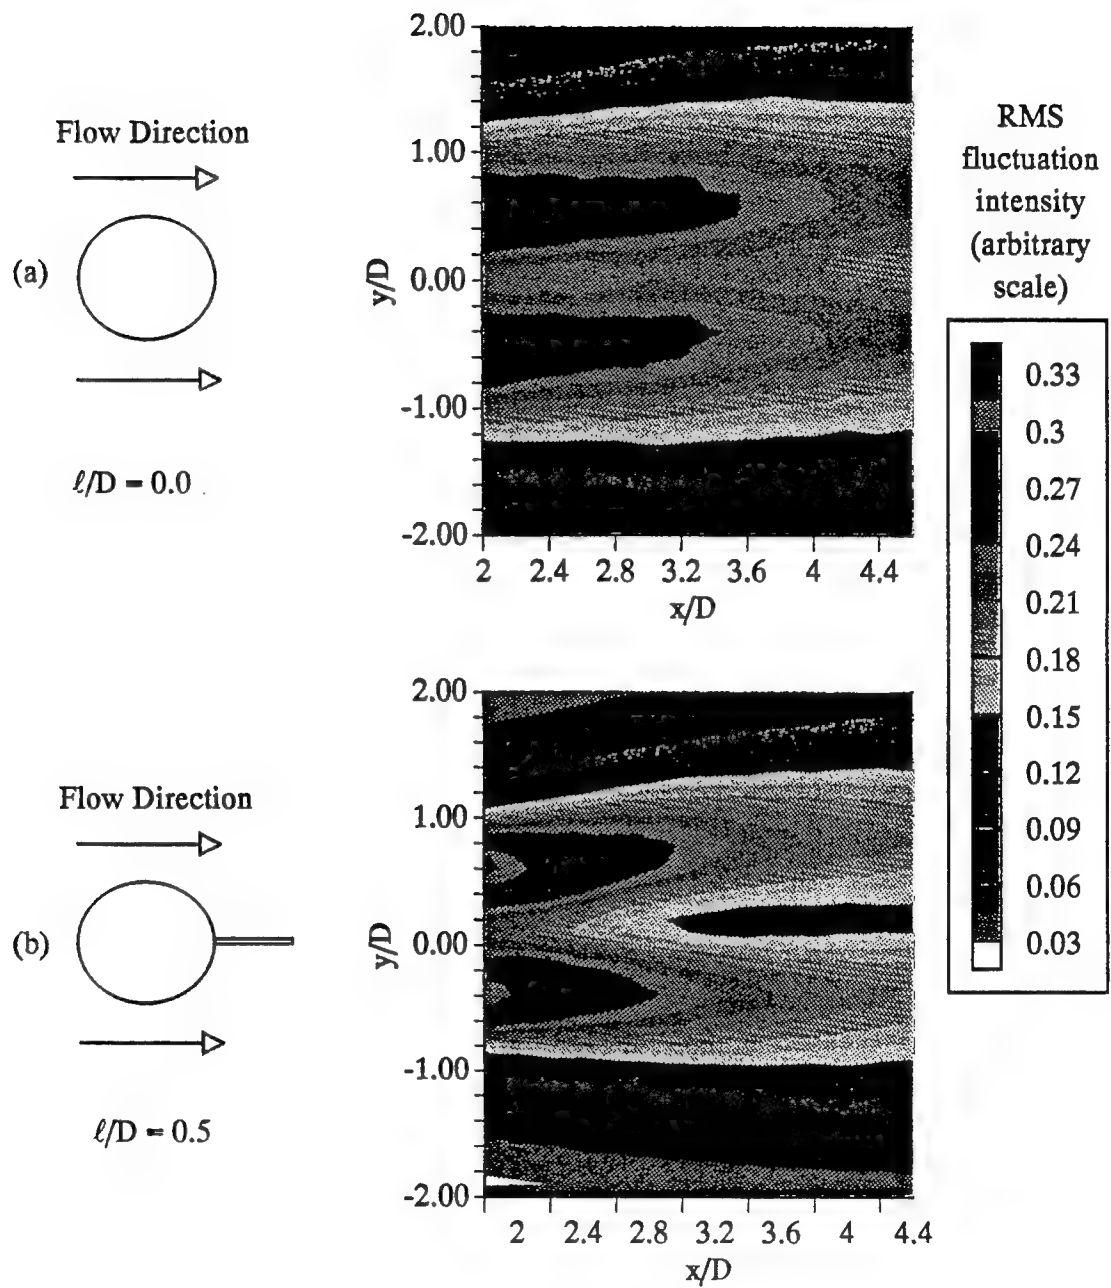 Flow Direction
(a)
ℓ/D = 0.0
2.00
1.00
0.00
-1.00
-2.00
y/D
2 2.4 2.8 3.2 3.6 4 4.4
x/D
RMS
fluctuation
intensity
(arbitrary
scale)
0.33
0.3
0.27
0.24
0.21
0.18
0.15
0.12
0.09
0.06
0.03
Flow Direction
(b)
ℓ/D = 0.5
2.00
1.00
0.00
-1.00
-2.00
y/D
2 2.4 2.8 3.2 3.6 4 4.4
x/D